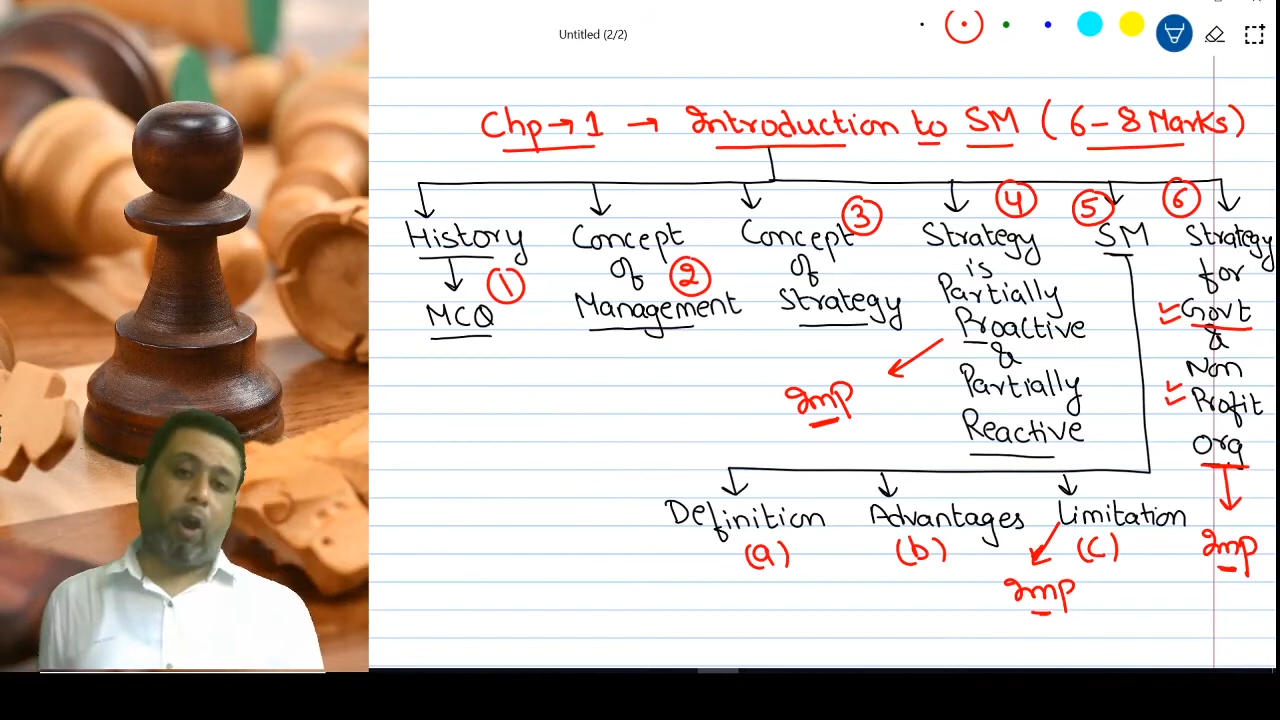 Untitled (2/2)
Chp → 1 → Introduction to SM (6-8 Marks)
History
↓
MCQ
①
Concept
of
Management
②
Concept
of
Strategy
③
Strategy
is
Partially
Proactive
&
Partially
Reactive
④
Imp
SM
⑤
Definition
(a)
Advantages
(b)
Limitation
(c)
Imp
⑥
Strategy
for
Govt
&
Non
Profit
Org
Imp